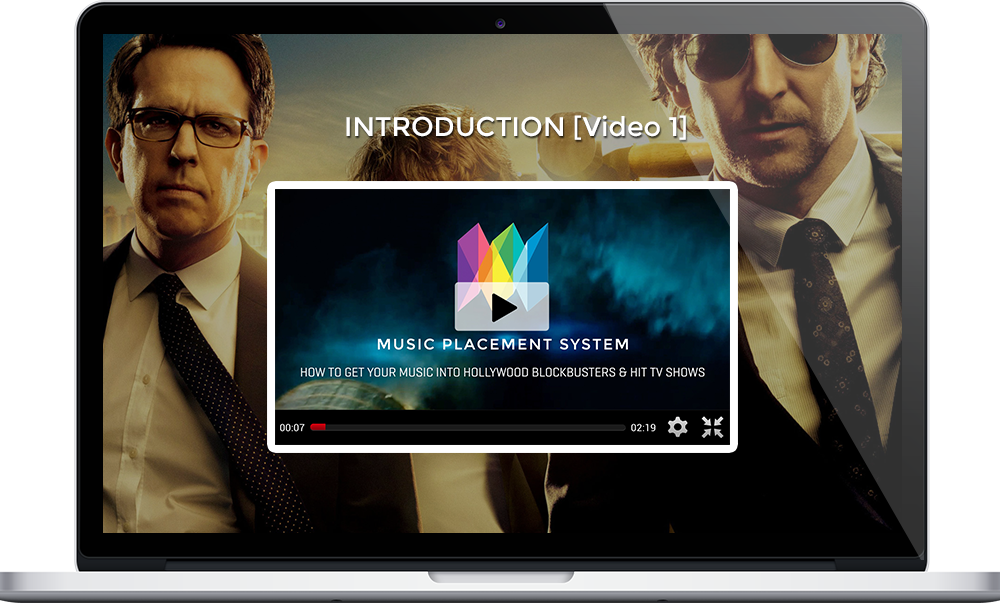 INTRODUCTION [Video 1]
MUSIC PLACEMENT SYSTEM
HOW TO GET YOUR MUSIC INTO HOLLYWOOD BLOCKBUSTERS & HIT TV SHOWS
00:07 02:19